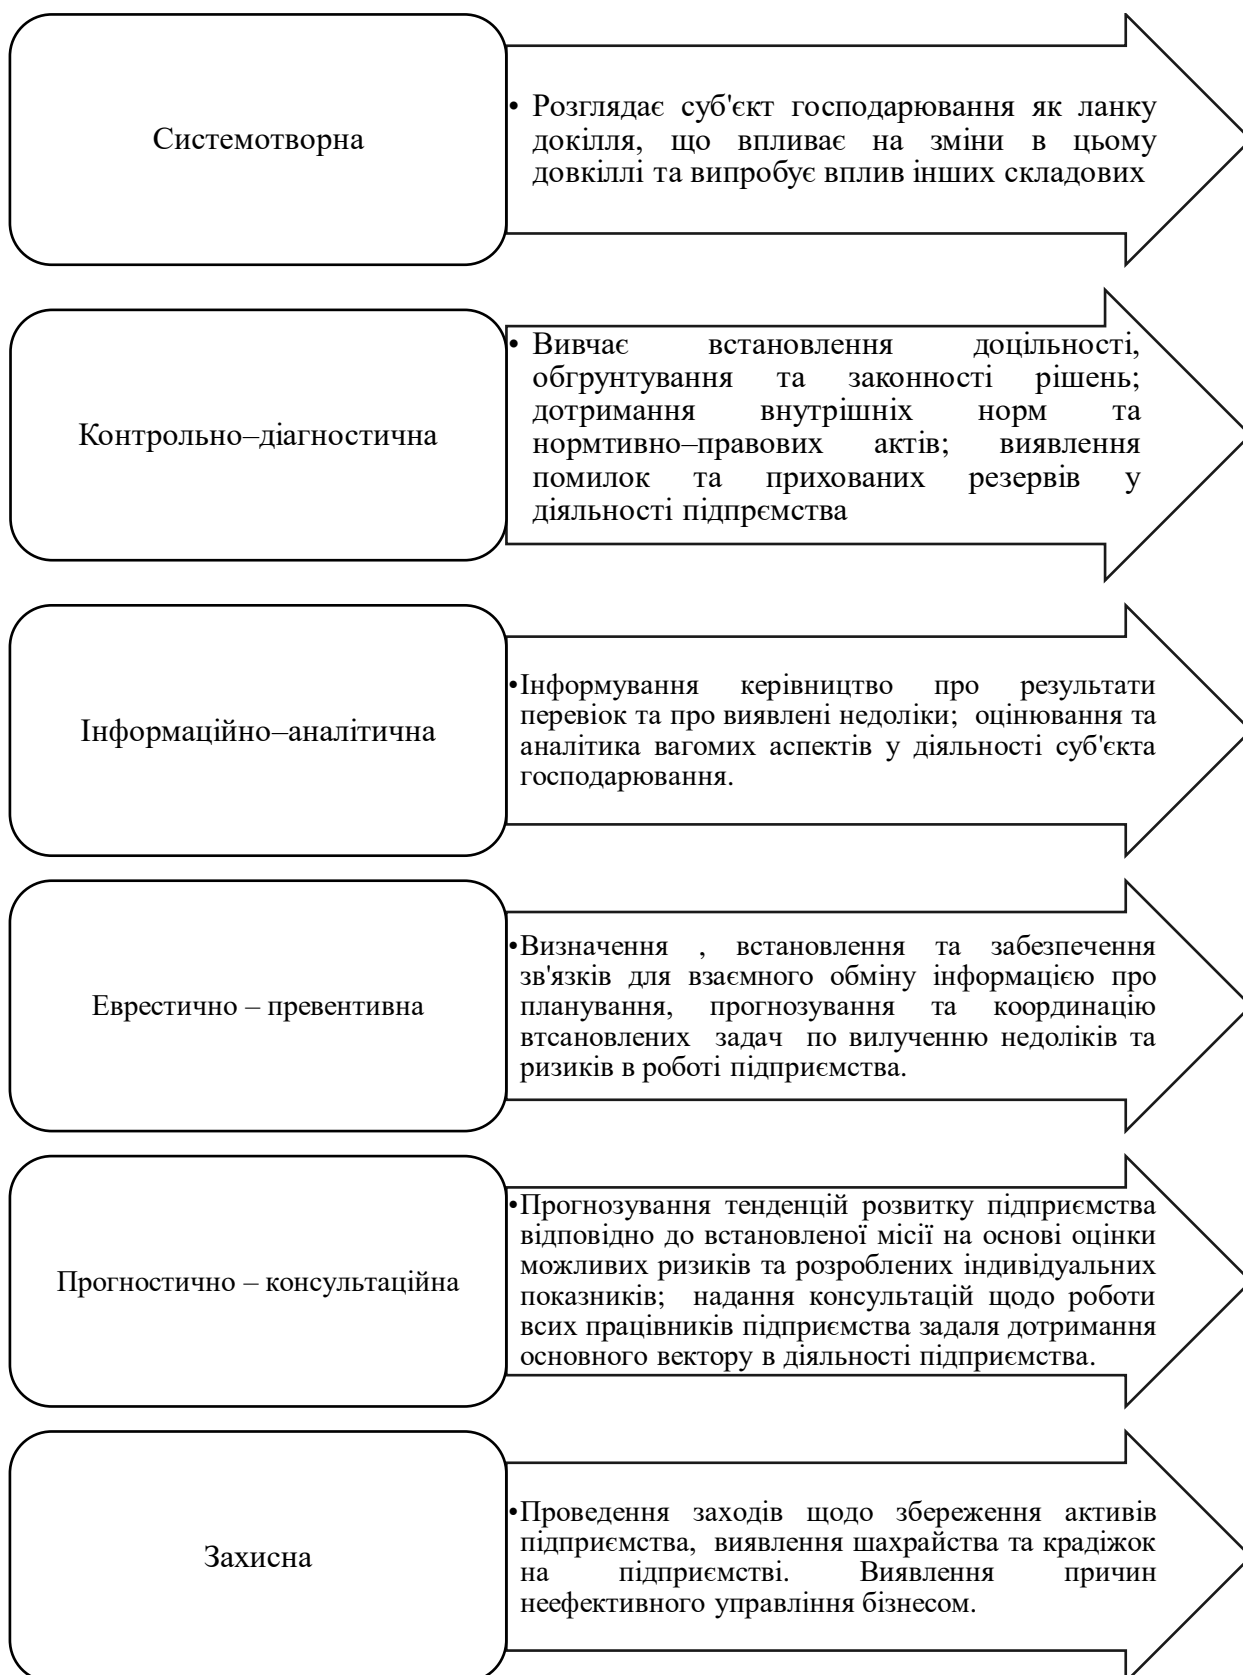 Системотворна
• Розглядає суб'єкт господарювання як ланку
докілля, що впливає на зміни в цьому
довкіллі та випробує вплив інших складових
Контрольно–діагностична
• Вивчає встановлення доцільності,
обгрунтування та законності рішень;
дотримання внутрішніх норм та
нормтивно–правових актів; виявлення
помилок та прихованих резервів у
діяльності підпрємства
Інформаційно–аналітична
•Інформування керівництво про результати
перевіок та про виявлені недоліки; оцінювання та
аналітика вагомих аспектів у діяльності суб'єкта
господарювання.
Еврестично – превентивна
•Визначення , встановлення та забезпечення
зв'язків для взаємного обміну інформацією про
планування, прогнозування та координацію
втсановлених задач по вилученню недоліків та
ризиків в роботі підприємства.
Прогностично – консультаційна
•Прогнозування тенденцій розвитку підприємства
відповідно до встановленої місії на основі оцінки
можливих ризиків та розроблених індивідуальних
показників; надання консультацій щодо роботи
всих працівників підприємства задаля дотримання
основного вектору в діяльності підприємства.
Захисна
•Проведення заходів щодо збереження активів
підприємства, виявлення шахрайства та крадіжок
на підприємстві. Виявлення причин
неефективного управління бізнесом.